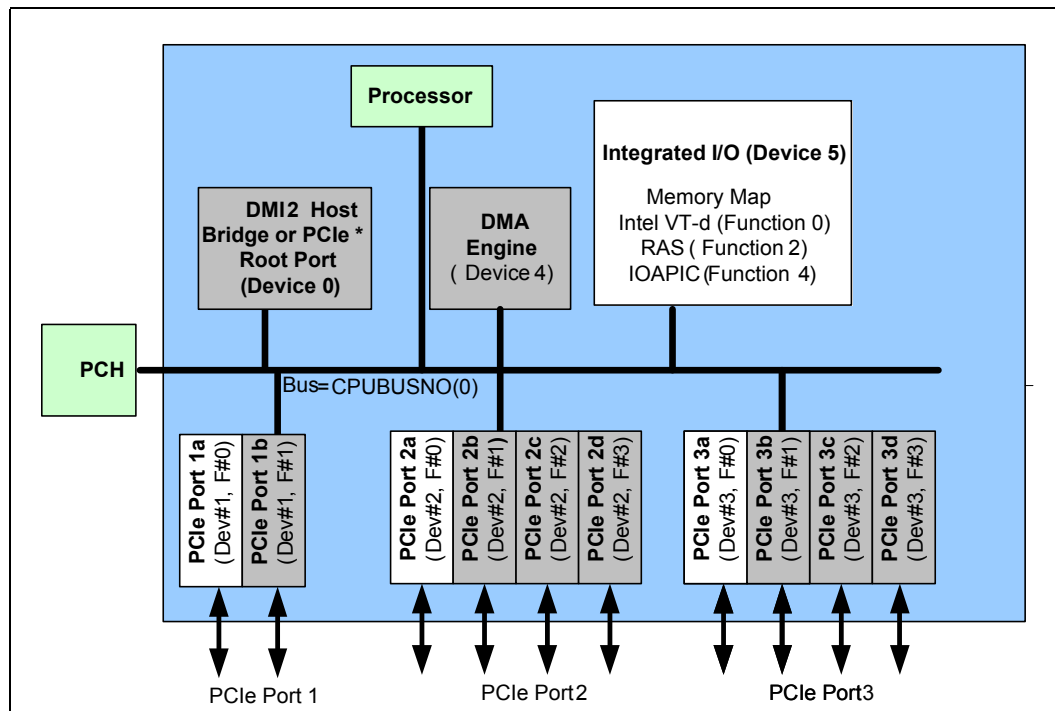 Processor
Integrated I/O (Device 5)
Memory Map
Intel VT-d (Function 0)
RAS ( Function 2)
IOAPIC (Function 4)
DMI2 Host
Bridge or PCIe *
Root Port
(Device 0)
DMA
Engine
( Device 4)
PCH
Bus= CPUBUSNO(0)
PCIe Port 1a
(Dev#1, F#0)
PCIe Port 1b
(Dev#1, F#1)
PCIe Port 2a
(Dev#2, F#0)
PCIe Port 2b
(Dev#2, F#1)
PCIe Port 2c
(Dev#2, F#2)
PCIe Port 2d
(Dev#2, F#3)
PCIe Port 3a
(Dev#3, F#0)
PCIe Port 3b
(Dev#3, F#1)
PCIe Port 3c
(Dev#3, F#2)
PCIe Port 3d
(Dev#3, F#3)
PCIe Port 1
PCIe Port2
PCIe Port3